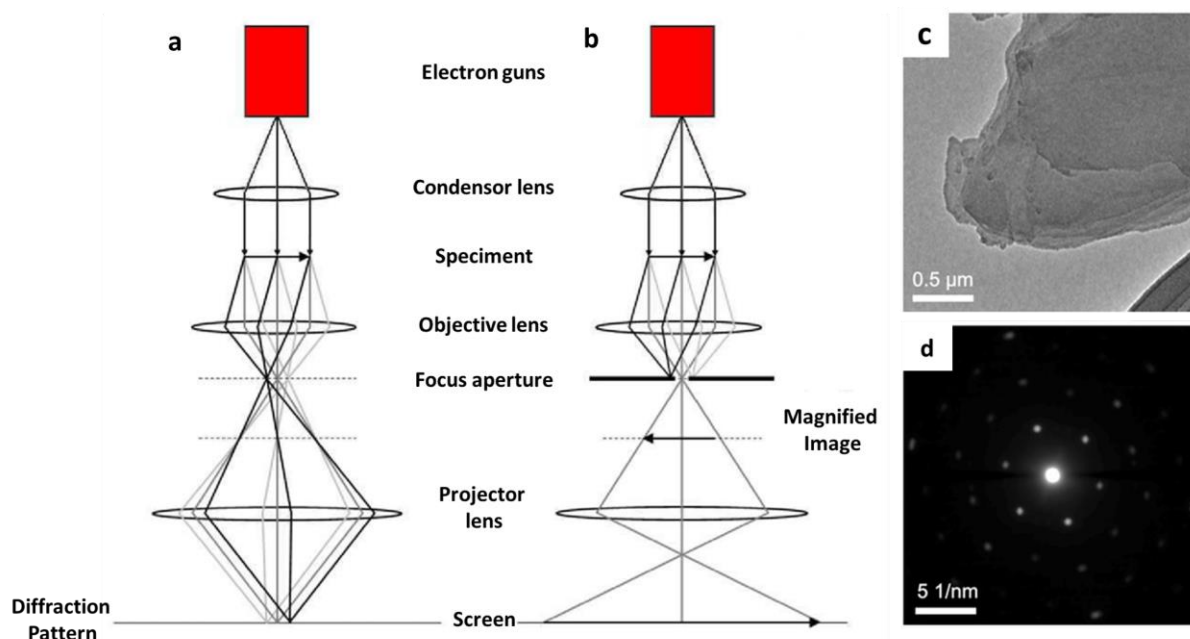 a
b
c
Electron guns
Condensor lens
Speciment
Objective lens
Focus aperture
Magnified
Image
Projector
lens
Diffraction
Pattern
Screen
0.5 µm
d
5 1/nm